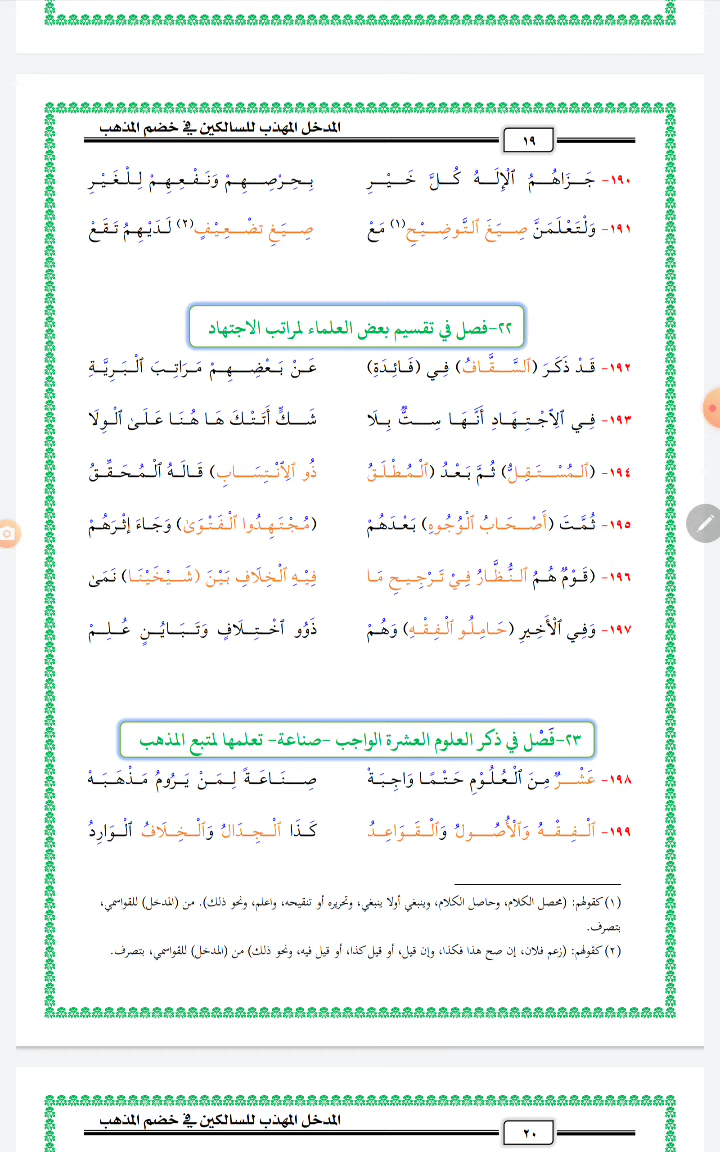 المدخل المهذب للسالكين في خضم المذهب
١٩
١٩٠- جَزَاهُمُ ٱلْإِلَهُ كُلَّ خَيْرِ بِحِرْصِهِمْ وَنَفْعِهِمْ لِلْغَيْرِ
١٩١- وَلْتَعْلَمَنَّ صِيَغَ ٱلتَّوضِيْحِ(١) مَعْ صِيَغِ تضْعِيْفٍ(٢) لَدَيْهِمُ تَقَعْ
٢٢-فصل في تقسيم بعض العلماء لمراتب الاجتهاد
١٩٢- قَدْ ذَكَرَ (ٱلسَّقَّافُ) فِي (فَائِدَةِ) عَنْ بَعْضِهِمْ مَرَاتِبَ ٱلْبَرِيَّةِ
١٩٣- فِي ٱلِٱجْتِهَادِ أَنَّهَا سِتٌّ بِلَا شَكٍّ أَتَتْكَ هَا هُنَا عَلَى ٱلْوِلَا
١٩٤- (ٱلْمُسْتَقِلُّ) ثُمَّ بَعْدُ (ٱلْمُطْلَقُ ذُو ٱلِٱنْتِسَابِ) قَالَهُ ٱلْمُحَقِّقُ
١٩٥- ثُمَّتَ (أَصْحَابُ ٱلْوُجُوهِ) بَعْدَهُمْ (مُجْتَهِدُوا ٱلْفَتْوَىٰ) وَجَاءَ إِثْرَهُمْ
١٩٦- (قَوْمٌ هُمُ ٱلنُّظَّارُ فِيْ تَرْجِيحِ مَا فِيْهِ ٱلْخِلَافِ بَيْنَ (شَيْخَيْنَا) نَمَىٰ
١٩٧- وَفِي ٱلْأَخِيرِ (حَامِلُو ٱلْفِقْهِ) وَهُمْ ذَوُو ٱخْتِلَافٍ وَتَبَايُنٍ عُلِمْ
٢٣-فَصْل في ذكر العلوم العشرة الواجب -صناعة- تعلمها لمتبع المذهب
١٩٨- عَشْرٌ مِنَ ٱلْعُلُوْمِ حَتْمًا وَاجِبَةْ صِنَاعَةً لِمَنْ يَرُومُ مَذْهَبَهْ
١٩٩- ٱلْفِقْهُ وَٱلْأُصُولُ وَٱلْقَوَاعِدُ كَذَا ٱلْجِدَالُ وَٱلْخِلَافُ ٱلْوَارِدُ
(١) كقولهم: (محصل الكلام، وحاصل الكلام، وينبغي أولا ينبغي، وتحريره أو تنقيحه، واعلم، ونحو ذلك). من (المدخل) للقواسمي،
بتصرف.
(٢) كقولهم: (زعم فلان، إن صح هذا فكذا، وإن قيل، أو قيل كذا، أو قيل فيه، ونحو ذلك) من (المدخل) للقواسمي، بتصرف.
المدخل المهذب للسالكين في خضم المذهب
٢٠